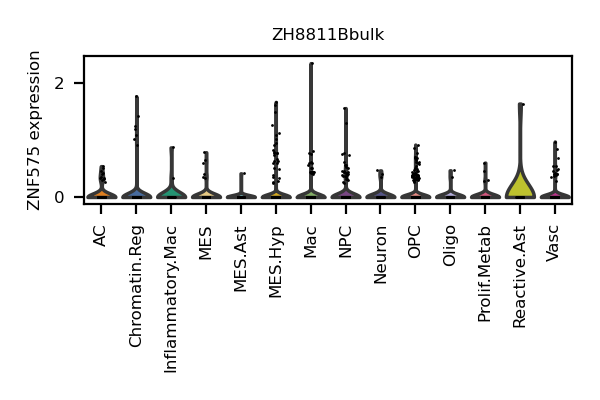 ZH8811Bbulk
ZNF575 expression
2
0
AC
Chromatin.Reg
Inflammatory.Mac
MES
MES.Ast
MES.Hyp
Mac
NPC
Neuron
OPC
Oligo
Prolif.Metab
Reactive.Ast
Vasc